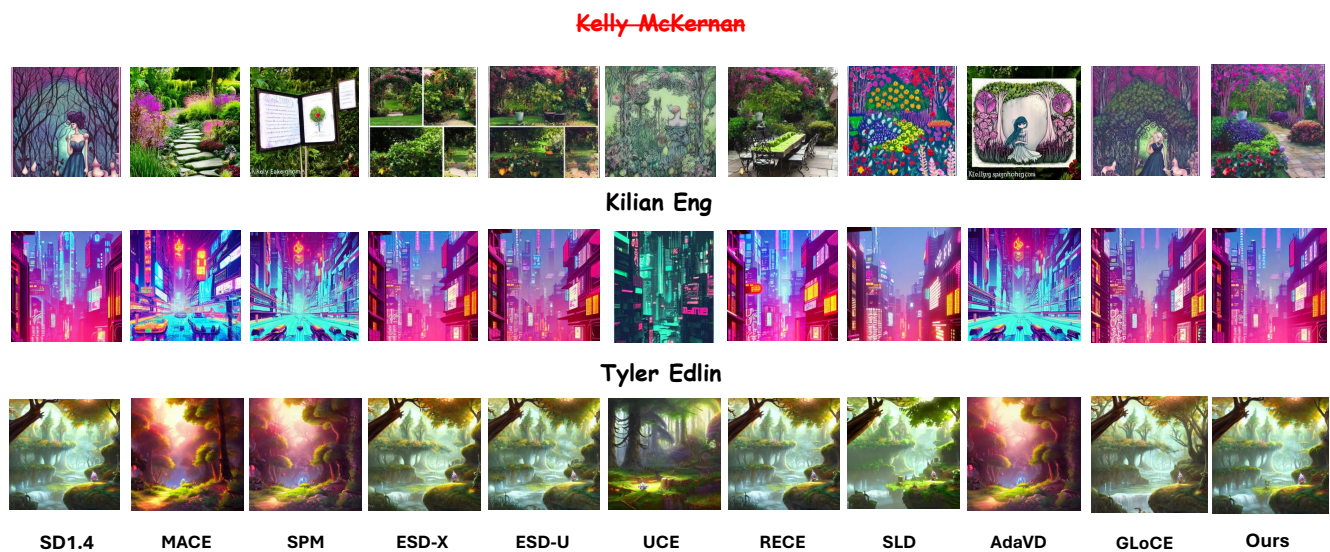 Kelly McKernan
Kilian Eng
Tyler Edlin
SD1.4 MACE SPM ESD-X ESD-U UCE RECE SLD AdaVD GLoCE Ours